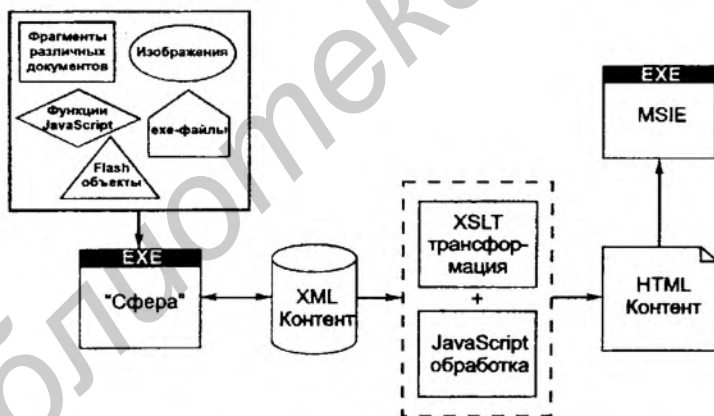 Фрагменты
различных
документов
Изображения
Функции
JavaScript
exe-файлы
Flash
объекты
EXE
"Сфера"
XML
Контент
XSLT
трансфор-
мация
+
JavaScript
обработка
HTML
Контент
EXE
MSIE
блиотека